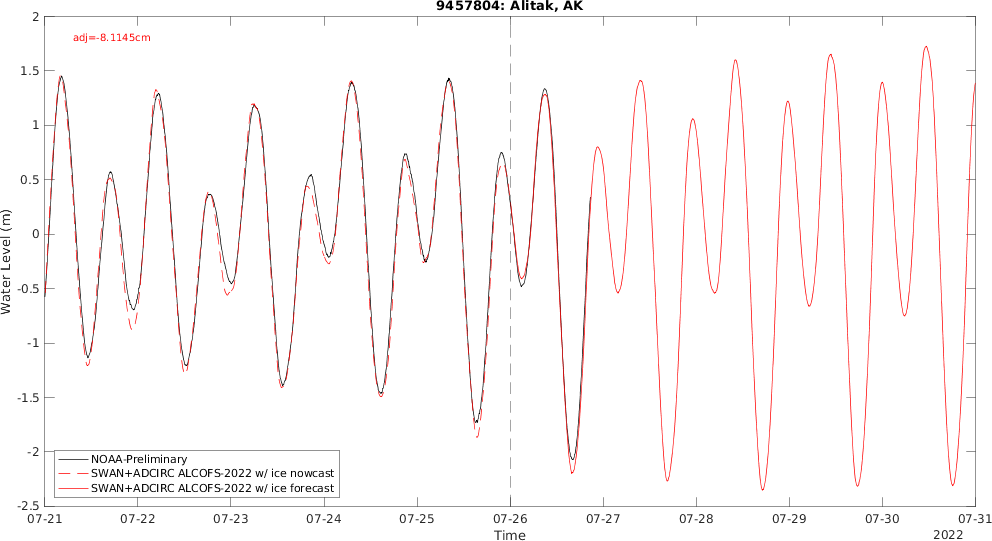 9457804: Alitak, AK
adj=-8.1145cm
Water Level (m)
2
1.5
1
0.5
0
-0.5
-1
-1.5
-2
-2.5
NOAA-Preliminary
SWAN+ADCIRC ALCOFS-2022 w/ ice nowcast
SWAN+ADCIRC ALCOFS-2022 w/ ice forecast
07-21 07-22 07-23 07-24 07-25 07-26 07-27 07-28 07-29 07-30 07-31
Time
2022